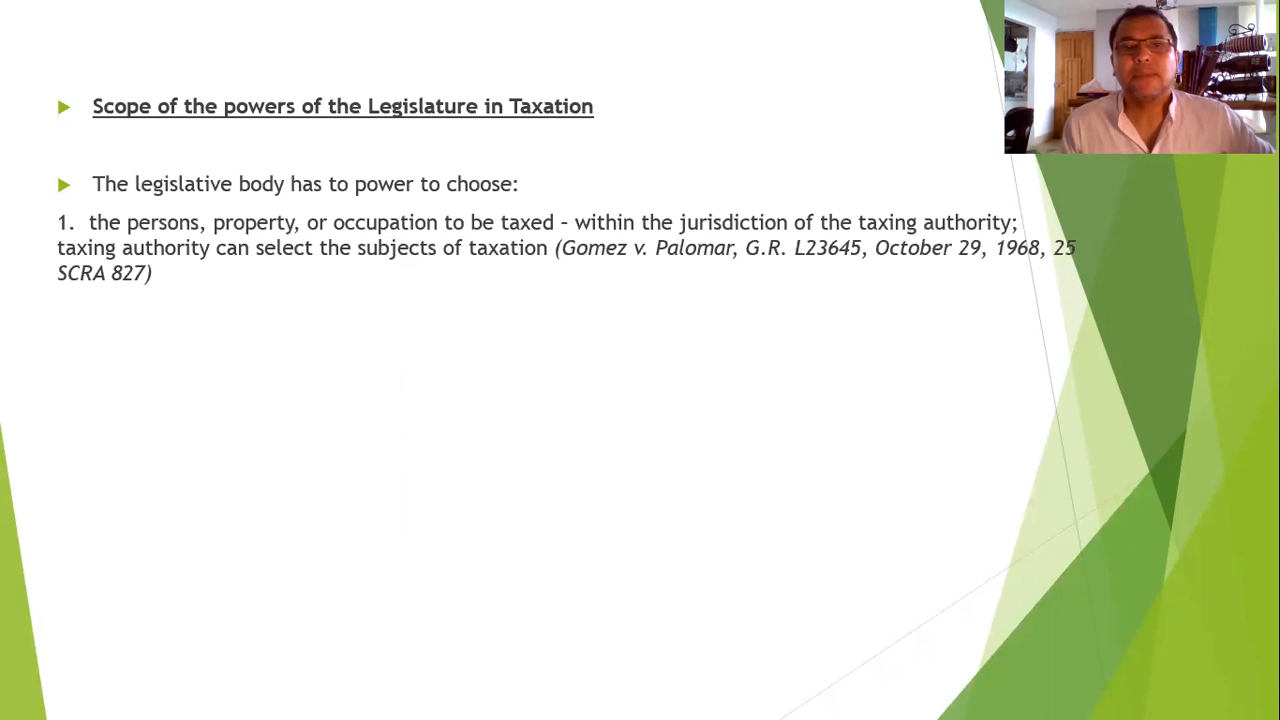 Scope of the powers of the Legislature in Taxation
The legislative body has to power to choose:
1. the persons, property, or occupation to be taxed – within the jurisdiction of the taxing authority;
taxing authority can select the subjects of taxation (Gomez v. Palomar, G.R. L23645, October 29, 1968, 25
SCRA 827)